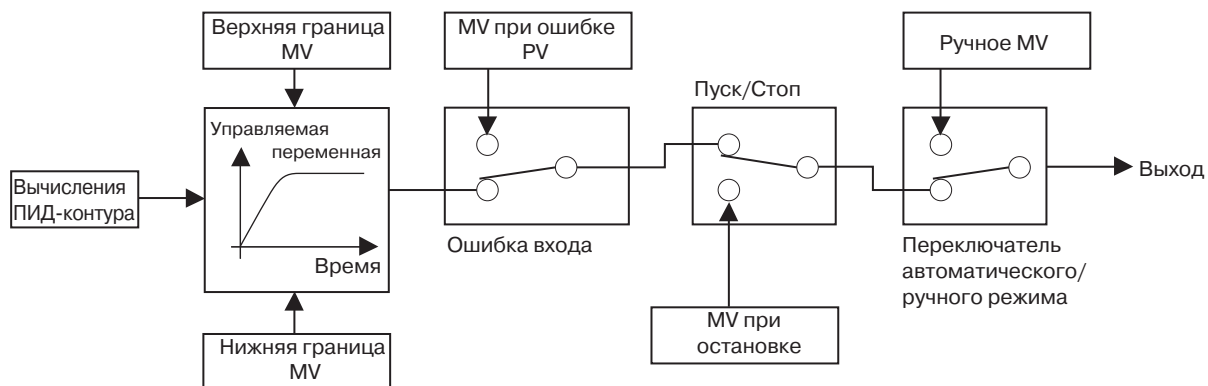 Верхняя граница
MV
MV при ошибке
PV
Ручное MV
Пуск/Стоп
Управляемая
переменная
Вычисления
ПИД-контура
Выход
Время
Ошибка входа
Переключатель
автоматического/
ручного режима
MV при
остановке
Нижняя граница
MV